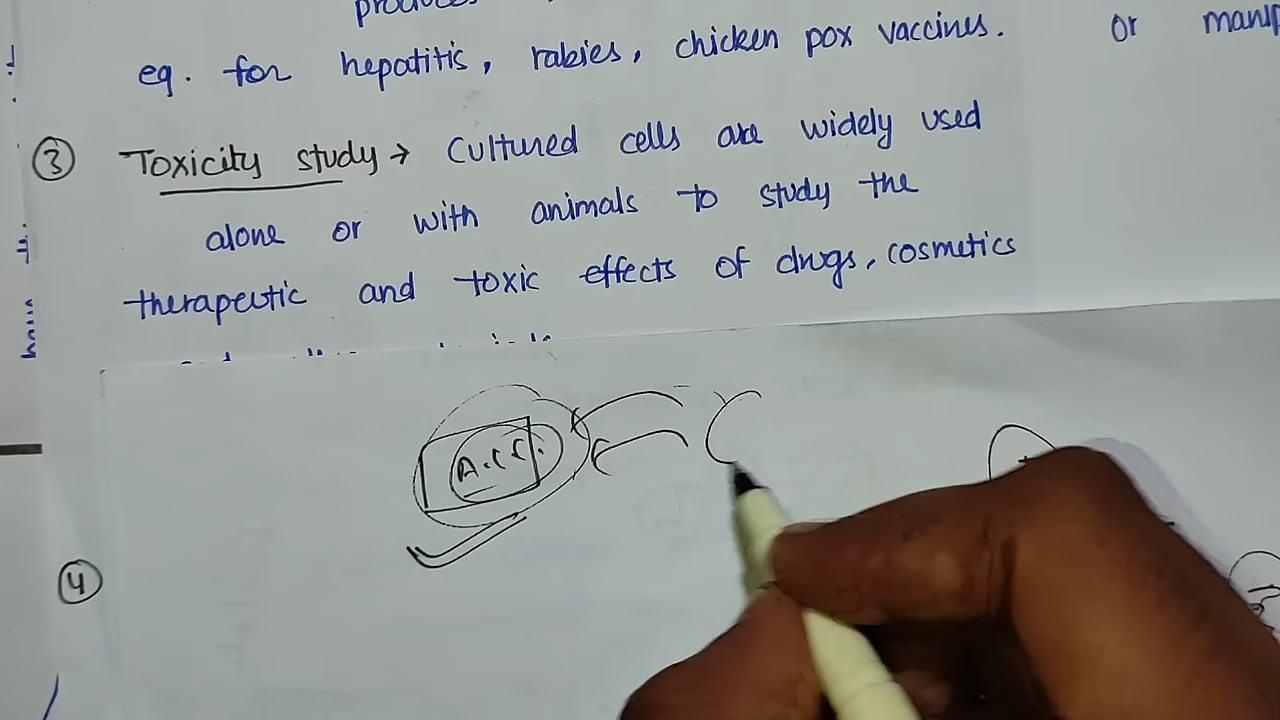 eg. for hepatitis, rabies, chicken pox vaccines.
or
③ Toxicity study → Cultured cells are widely used
alone or with animals to study the
therapeutic and toxic effects of drugs, cosmetics
A.C.C.
④